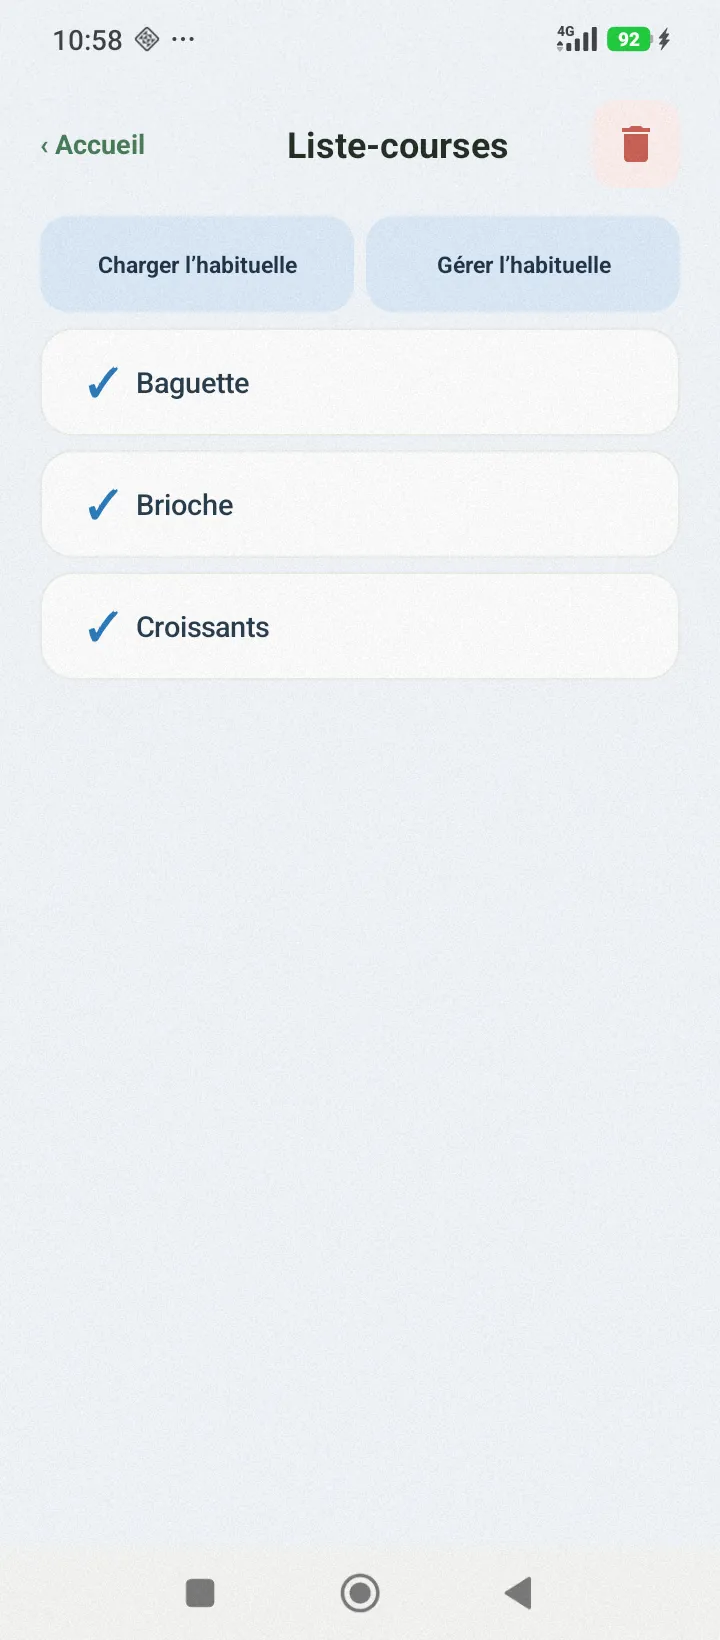 10:58 ...
4G 92
‹ Accueil
Liste-courses
Charger l’habituelle
Gérer l’habituelle
✓ Baguette
✓ Brioche
✓ Croissants